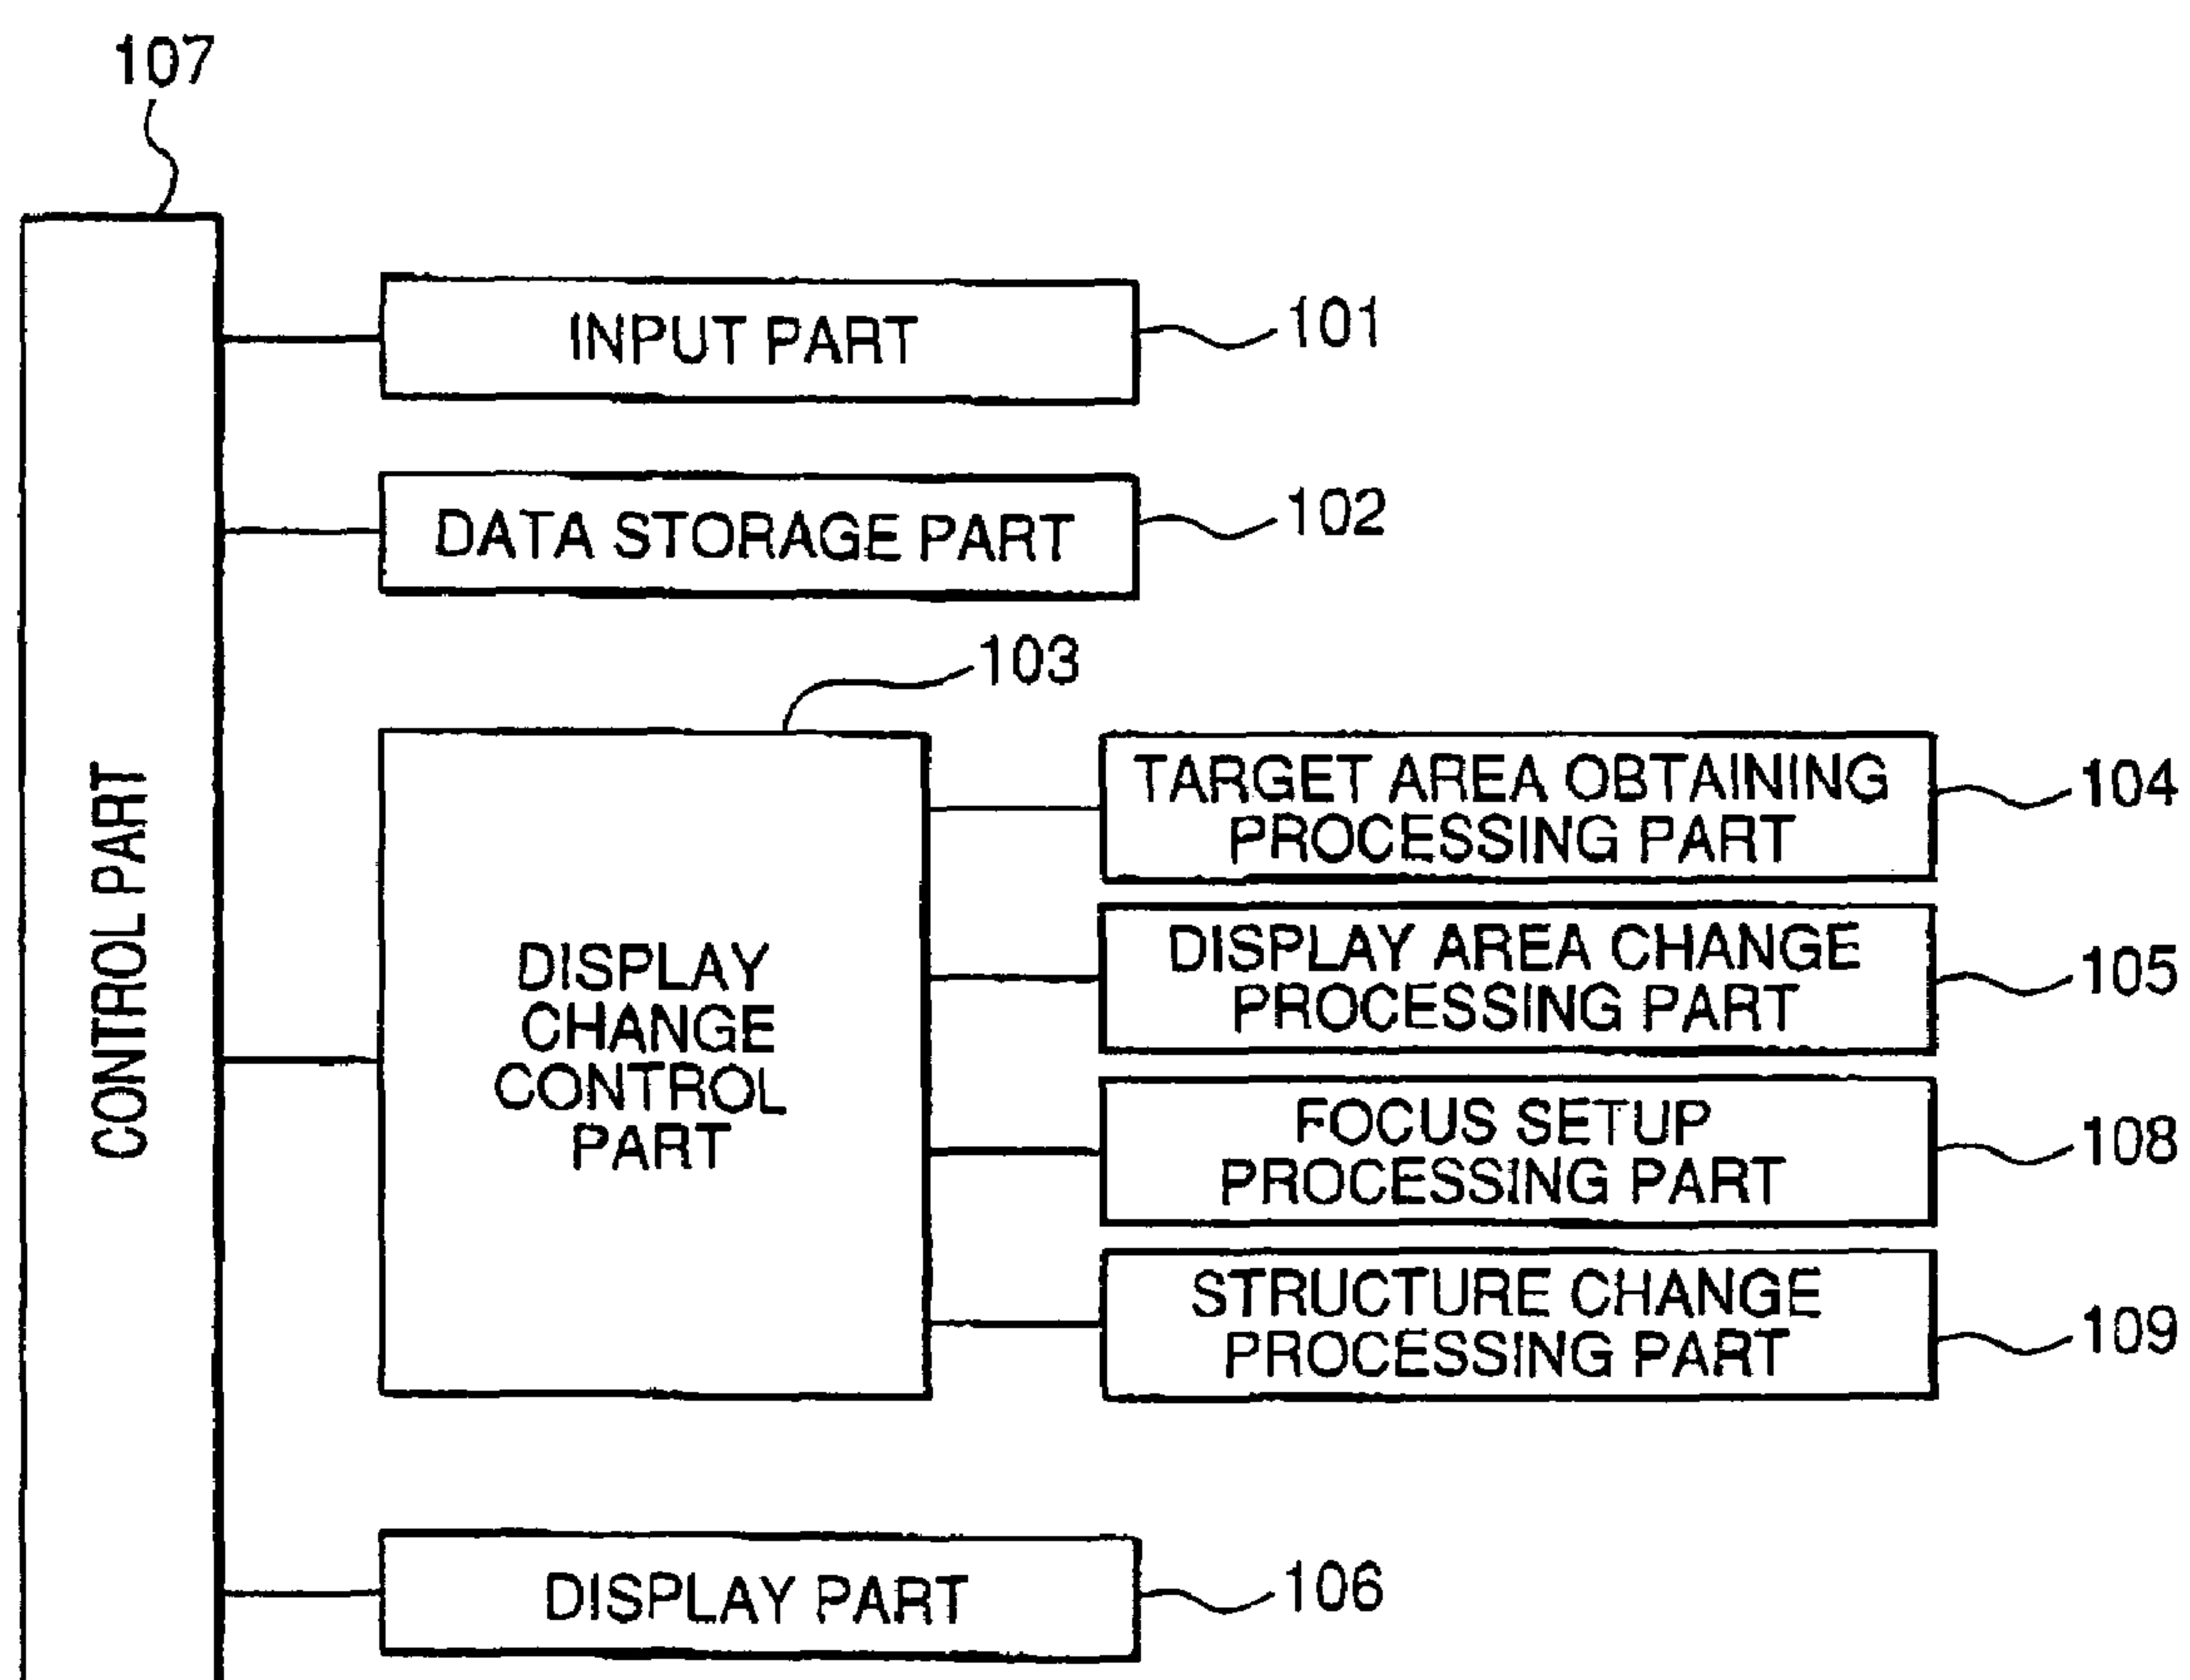 107
INPUT PART
101
DATA STORAGE PART
102
103
CONTROL PART
DISPLAY
CHANGE
CONTROL
PART
TARGET AREA OBTAINING
PROCESSING PART
104
DISPLAY AREA CHANGE
PROCESSING PART
105
FOCUS SETUP
PROCESSING PART
108
STRUCTURE CHANGE
PROCESSING PART
109
DISPLAY PART
106